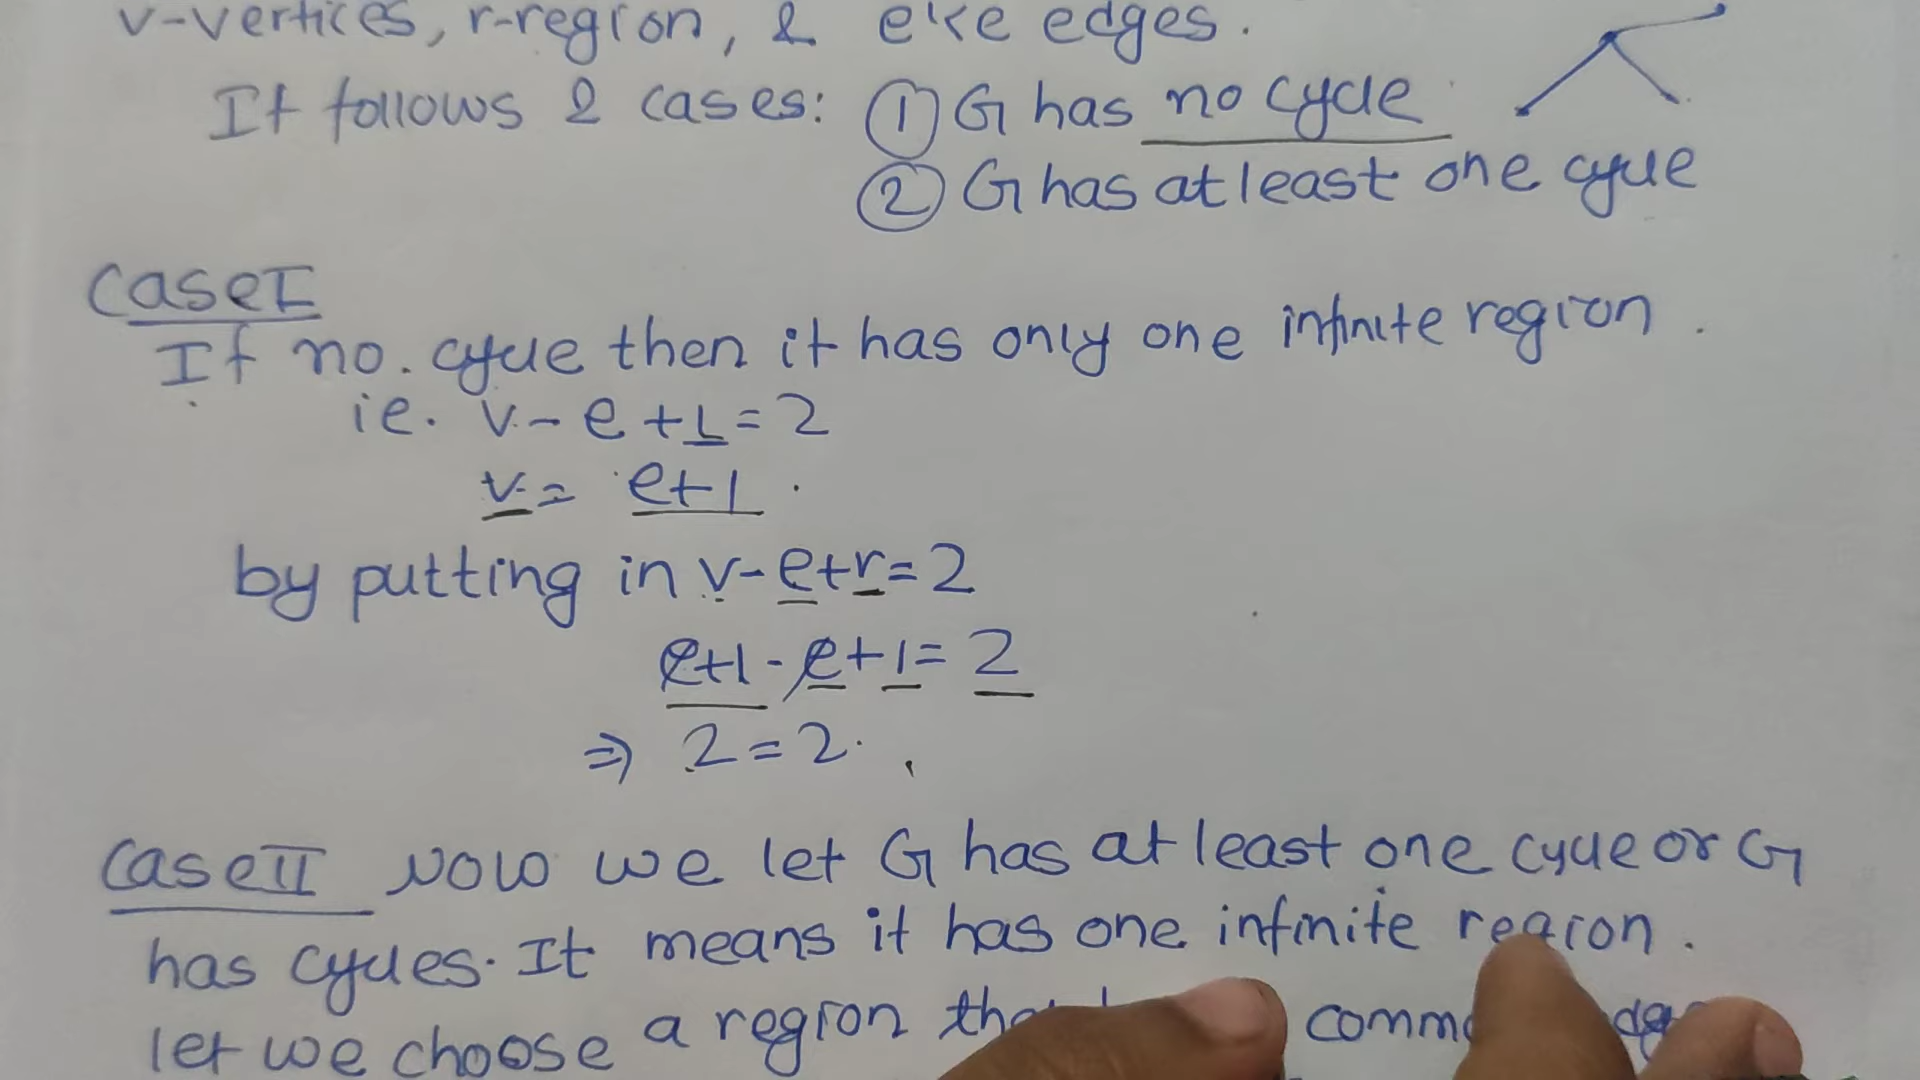 v-vertices, r-region, & e<k+e edges.
It follows 2 cases: ① G has no cycle
② G has atleast one cycle
Case I
If no. cycle then it has only one infinite region.
ie. v - e + 1 = 2
v = e+1
by putting in v-e+r=2
e+1 - e+1 = 2
⇒ 2 = 2.
Case II Now we let G has at least one cycle or G
has cycles. It means it has one infinite region.
let we choose a region